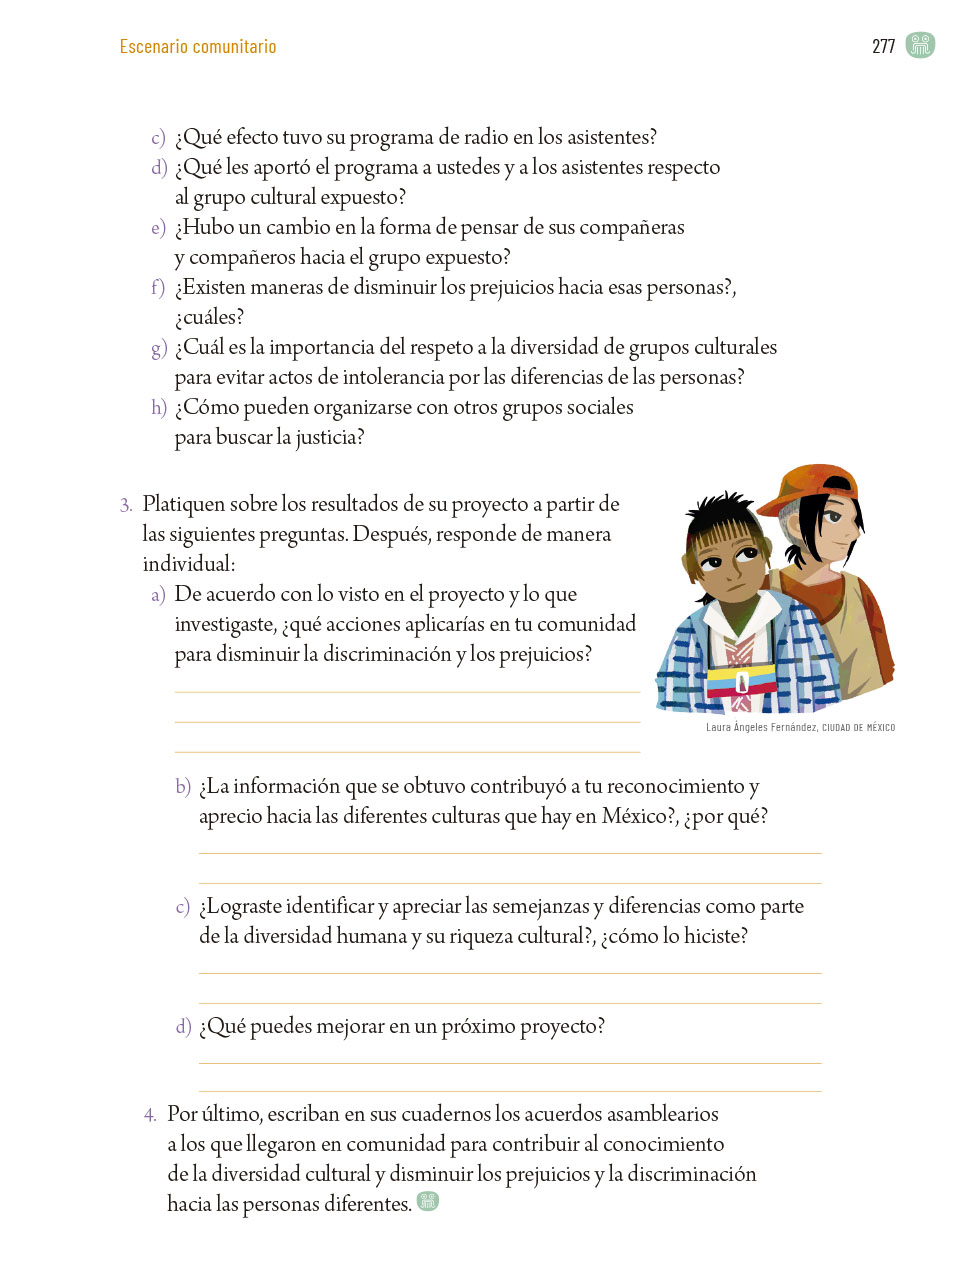 Escenario comunitario
277
c) ¿Qué efecto tuvo su programa de radio en los asistentes?
d) ¿Qué les aportó el programa a ustedes y a los asistentes respecto
al grupo cultural expuesto?
e) ¿Hubo un cambio en la forma de pensar de sus compañeras
y compañeros hacia el grupo expuesto?
f) ¿Existen maneras de disminuir los prejuicios hacia esas personas?,
¿cuáles?
g) ¿Cuál es la importancia del respeto a la diversidad de grupos culturales
para evitar actos de intolerancia por las diferencias de las personas?
h) ¿Cómo pueden organizarse con otros grupos sociales
para buscar la justicia?
3. Platiquen sobre los resultados de su proyecto a partir de
las siguientes preguntas. Después, responde de manera
individual:
a) De acuerdo con lo visto en el proyecto y lo que
investigaste, ¿qué acciones aplicarías en tu comunidad
para disminuir la discriminación y los prejuicios?
Laura Ángeles Fernández, CIUDAD DE MÉXICO
b) ¿La información que se obtuvo contribuyó a tu reconocimiento y
aprecio hacia las diferentes culturas que hay en México?, ¿por qué?
c) ¿Lograste identificar y apreciar las semejanzas y diferencias como parte
de la diversidad humana y su riqueza cultural?, ¿cómo lo hiciste?
d) ¿Qué puedes mejorar en un próximo proyecto?
4. Por último, escriban en sus cuadernos los acuerdos asamblearios
a los que llegaron en comunidad para contribuir al conocimiento
de la diversidad cultural y disminuir los prejuicios y la discriminación
hacia las personas diferentes.